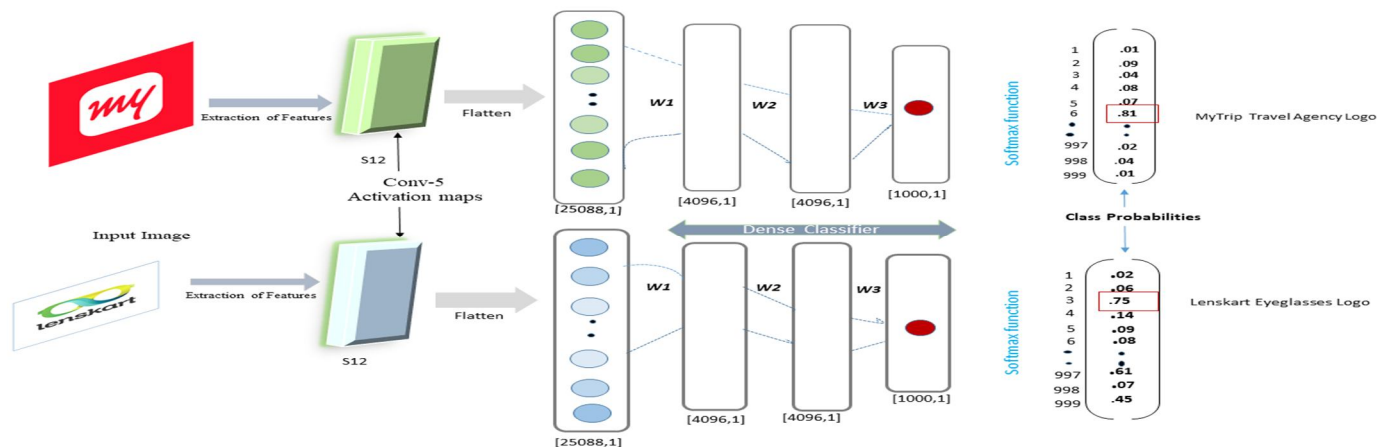 my
Extraction of Features
S12
Conv-5
Activation maps
Flatten
[25088,1]
W1
[4096,1]
W2
[4096,1]
W3
[1000,1]
Softmax function
1 .01
2 .09
3 .04
4 .08
5 .07
6 .81
997 .02
998 .04
999 .01
MyTrip Travel Agency Logo
Dense Classifier
Class Probabilities
Input Image
lenskart
Extraction of Features
S12
Flatten
[25088,1]
W1
[4096,1]
W2
[4096,1]
W3
[1000,1]
Softmax function
1 .02
2 .06
3 .75
4 .14
5 .09
6 .08
997 .61
998 .07
999 .45
Lenskart Eyeglasses Logo